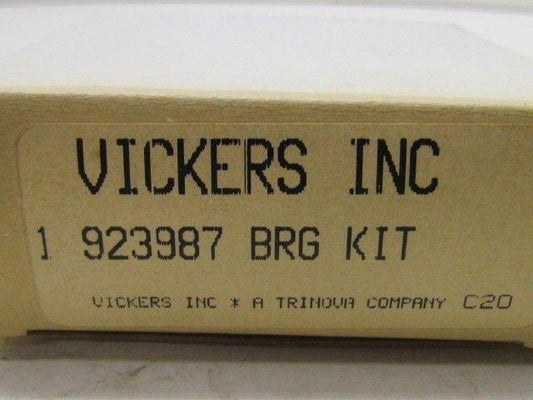 VICKERS INC
1 923987 BRG KIT
VICKERS INC * A TRINOVA COMPANY C20